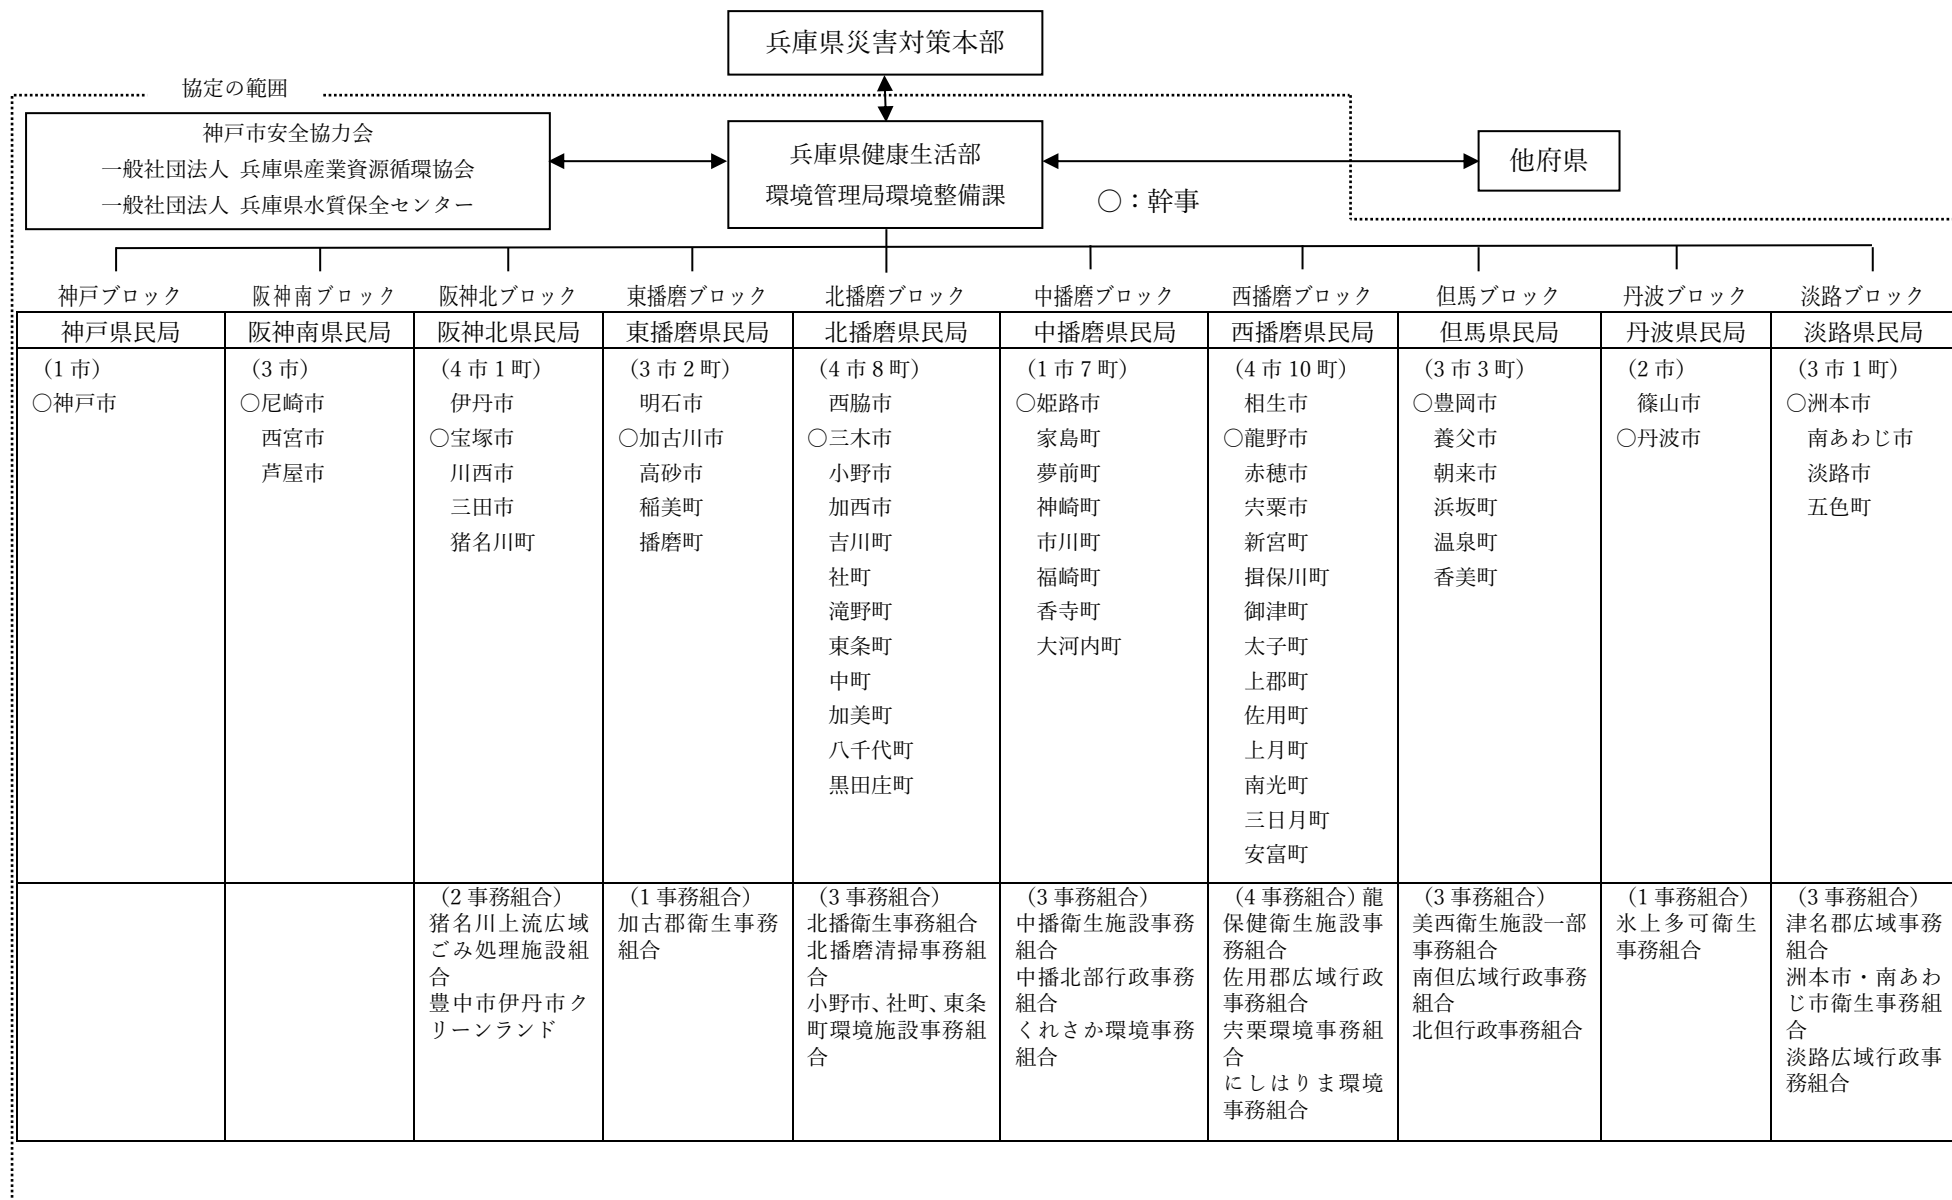 兵庫県災害対策本部
協定の範囲
神戸市安全協力会
一般社団法人 兵庫県産業資源循環協会
一般社団法人 兵庫県水質保全センター
兵庫県健康生活部
環境管理局環境整備課
他府県
○：幹事
神戸ブロック
神戸県民局
（1 市）
○神戸市
阪神南ブロック
阪神南県民局
（3 市）
○尼崎市
西宮市
芦屋市
阪神北ブロック
阪神北県民局
（4 市 1 町）
伊丹市
○宝塚市
川西市
三田市
猪名川町
（2 事務組合）
猪名川上流広域
ごみ処理施設組
合
豊中市伊丹市ク
リーンランド
東播磨ブロック
東播磨県民局
（3 市 2 町）
明石市
○加古川市
高砂市
稲美町
播磨町
（1 事務組合）
加古郡衛生事務
組合
北播磨ブロック
北播磨県民局
（4 市 8 町）
西脇市
○三木市
小野市
加西市
吉川町
社町
滝野町
東条町
中町
加美町
八千代町
黒田庄町
（3 事務組合）
北播衛生事務組合
北播磨清掃事務組
合
小野市、社町、東条
町環境施設事務組
合
中播磨ブロック
中播磨県民局
（1 市 7 町）
○姫路市
家島町
夢前町
神崎町
市川町
福崎町
香寺町
大河内町
（3 事務組合）
中播衛生施設事務
組合
中播北部行政事務
組合
くれさか環境事務
組合
西播磨ブロック
西播磨県民局
（4 市 10 町）
相生市
○龍野市
赤穂市
宍粟市
新宮町
揖保川町
御津町
太子町
上郡町
佐用町
上月町
南光町
三日月町
安富町
（4 事務組合）龍
保健衛生施設事
務組合
佐用郡広域行政
事務組合
宍栗環境事務組
合
にしはりま環境
事務組合
但馬ブロック
但馬県民局
（3 市 3 町）
○豊岡市
養父市
朝来市
浜坂町
温泉町
香美町
（3 事務組合）
美西衛生施設一部
事務組合
南但広域行政事務
組合
北但行政事務組合
丹波ブロック
丹波県民局
（2 市）
篠山市
○丹波市
（1 事務組合）
氷上多可衛生
事務組合
淡路ブロック
淡路県民局
（3 市 1 町）
○洲本市
南あわじ市
淡路市
五色町
（3 事務組合）
津名郡広域事務
組合
洲本市・南あわ
じ市衛生事務組
合
淡路広域行政事
務組合